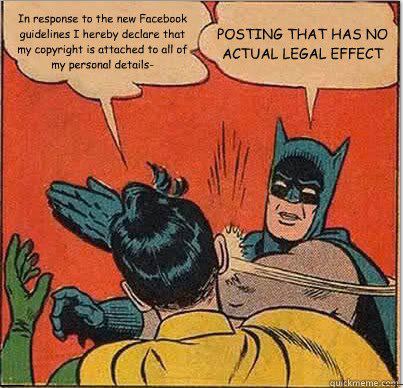 In response to the new Facebook
guidelines I hereby declare that
my copyright is attached to all of
my personal details-
POSTING THAT HAS NO
ACTUAL LEGAL EFFECT
quickmeme.com